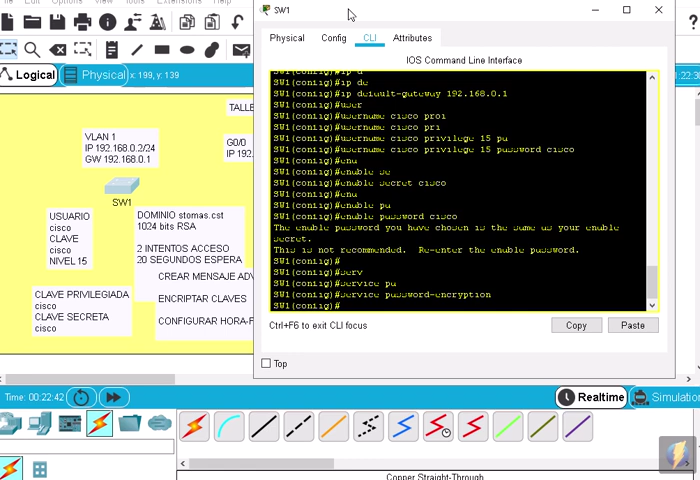 SW1
File Edit Options View Tools Extensions
Logical
Physical
x: 199, y: 139
Physical
Config
CLI
Attributes
IOS Command Line Interface
SW1(config)#ip d
SW1(config)#ip de
SW1(config)#ip default-gateway 192.168.0.1
SW1(config)#user
SW1(config)#username cisco proi
SW1(config)#username cisco pri
SW1(config)#username cisco privilege 15 pa
SW1(config)#username cisco privilege 15 password cisco
SW1(config)#ena
SW1(config)#enable se
SW1(config)#enable secret cisco
SW1(config)#ena
SW1(config)#enable pa
SW1(config)#enable password cisco
The enable password you have chosen is the same as your enable
secret.
This is not recommended. Re-enter the enable password.
SW1(config)#
SW1(config)#serv
SW1(config)#service pa
SW1(config)#service password-encryption
SW1(config)#
Ctrl+F6 to exit CLI focus
Copy
Paste
Top
TALLE
VLAN 1
IP 192.168.0.2/24
GW 192.168.0.1
G0/0
IP 192.
SW1
USUARIO
cisco
CLAVE
cisco
NIVEL 15
DOMINIO stomas.cst
1024 bits RSA
2 INTENTOS ACCESO
20 SEGUNDOS ESPERA
CREAR MENSAJE ADV
ENCRIPTAR CLAVES
CONFIGURAR HORA-F
CLAVE PRIVILEGIADA
cisco
CLAVE SECRETA
cisco
Time: 00:22:42
Realtime
Simulation
Copper Straight-Through